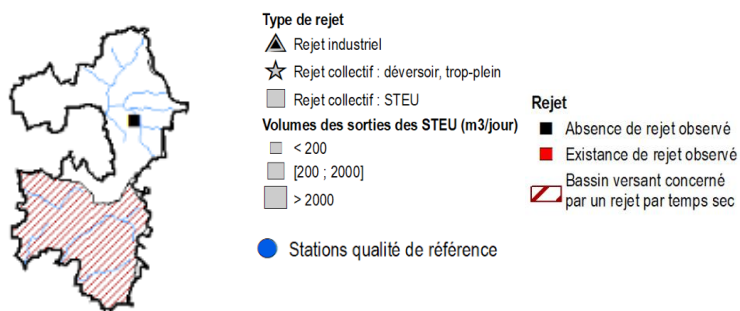 Type de rejet
Rejet industriel
Rejet collectif : déversoir, trop-plein
Rejet collectif : STEU
Volumes des sorties des STEU (m3/jour)
< 200
[200 ; 2000]
> 2000
Stations qualité de référence
Rejet
Absence de rejet observé
Existance de rejet observé
Bassin versant concerné
par un rejet par temps sec